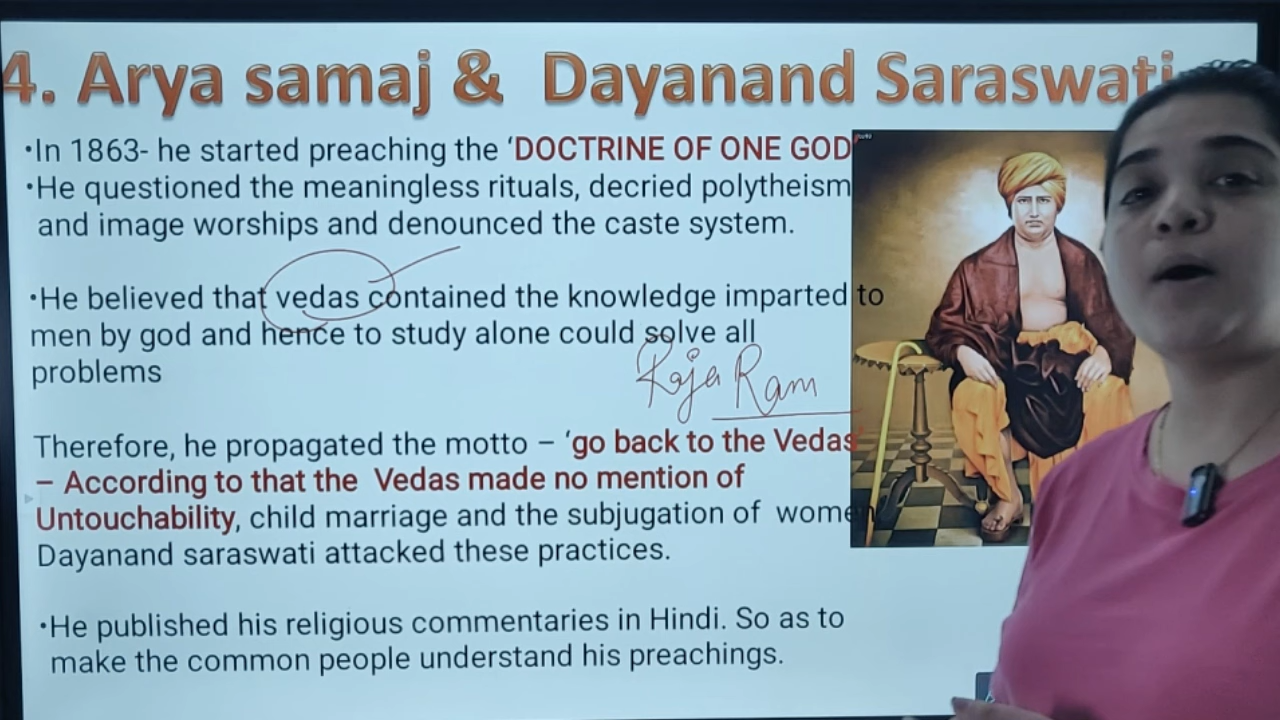 4. Arya samaj & Dayanand Saraswati
•In 1863- he started preaching the ‘DOCTRINE OF ONE GOD’
•He questioned the meaningless rituals, decried polytheism
and image worships and denounced the caste system.
•He believed that vedas contained the knowledge imparted to
men by god and hence to study alone could solve all
problems
Raja Ram
Therefore, he propagated the motto – ‘go back to the Vedas’
– According to that the Vedas made no mention of
Untouchability, child marriage and the subjugation of women
Dayanand saraswati attacked these practices.
•He published his religious commentaries in Hindi. So as to
make the common people understand his preachings.